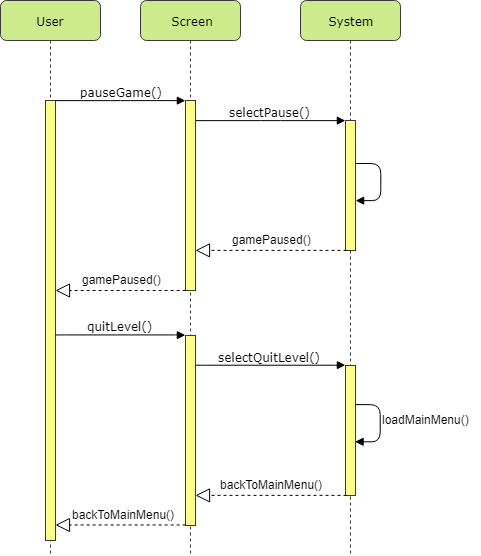 User
Screen
System
pauseGame()
selectPause()
gamePaused()
gamePaused()
quitLevel()
selectQuitLevel()
loadMainMenu()
backToMainMenu()
backToMainMenu()